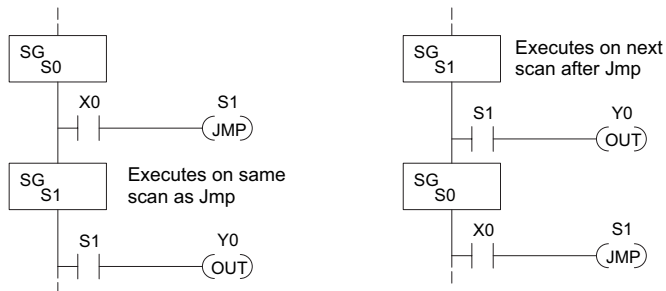 SG
S0
X0
S1
JMP
SG
S1
Executes on same
scan as Jmp
S1
Y0
OUT
SG
S1
Executes on next
scan after Jmp
S1
Y0
OUT
SG
S0
X0
S1
JMP